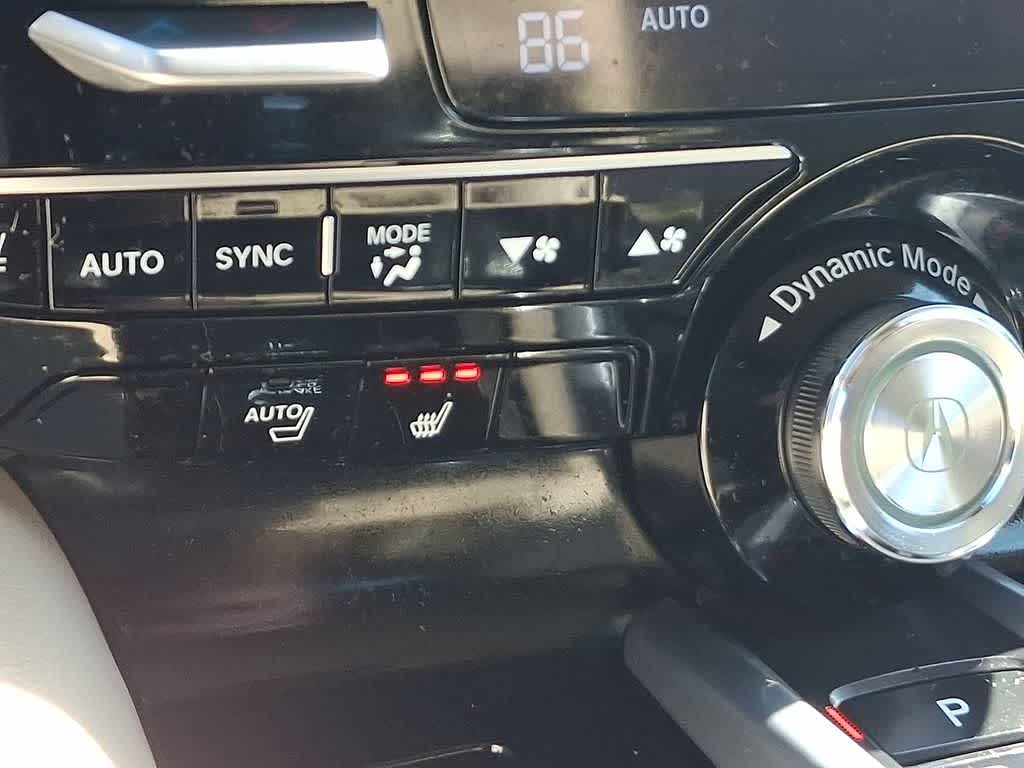 86 AUTO
AUTO SYNC MODE
Dynamic Mode
AUTO
P